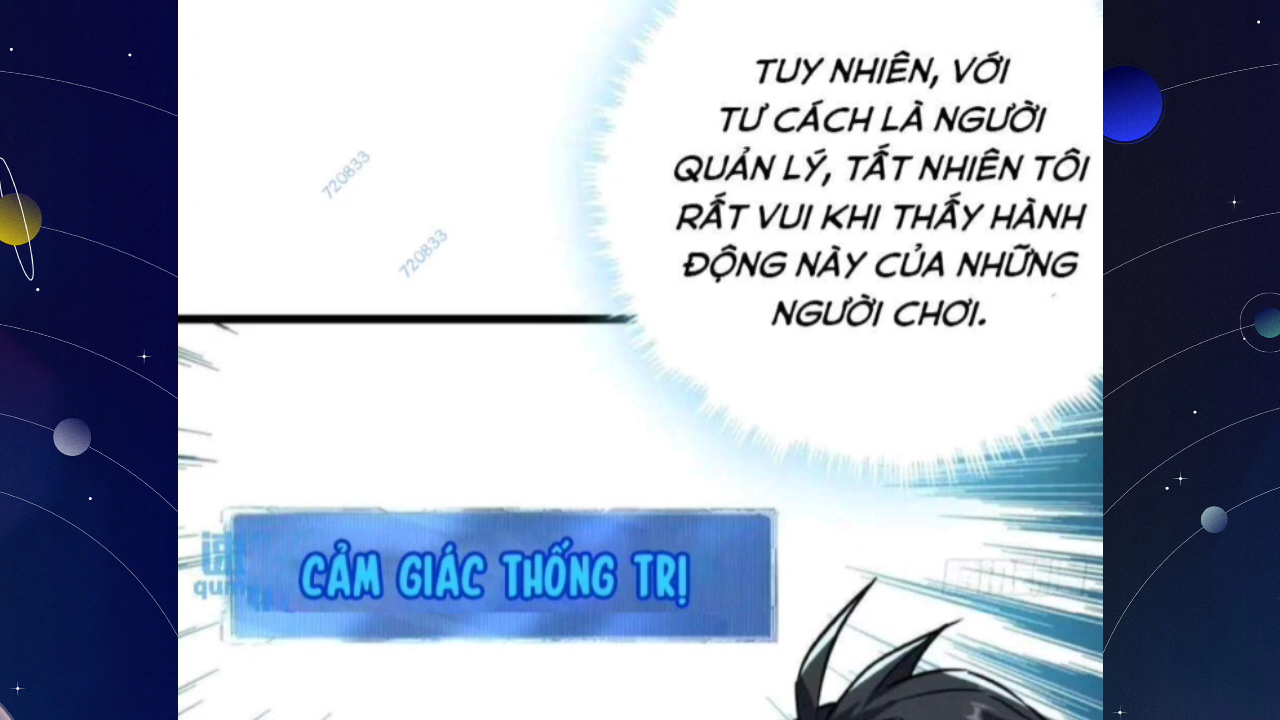 TUY NHIÊN, VỚI
TƯ CÁCH LÀ NGƯỜI
QUẢN LÝ, TẤT NHIÊN TÔI
RẤT VUI KHI THẤY HÀNH
ĐỘNG NÀY CỦA NHỮNG
NGƯỜI CHƠI.
720833
720833
CẢM GIÁC THỐNG TRỊ